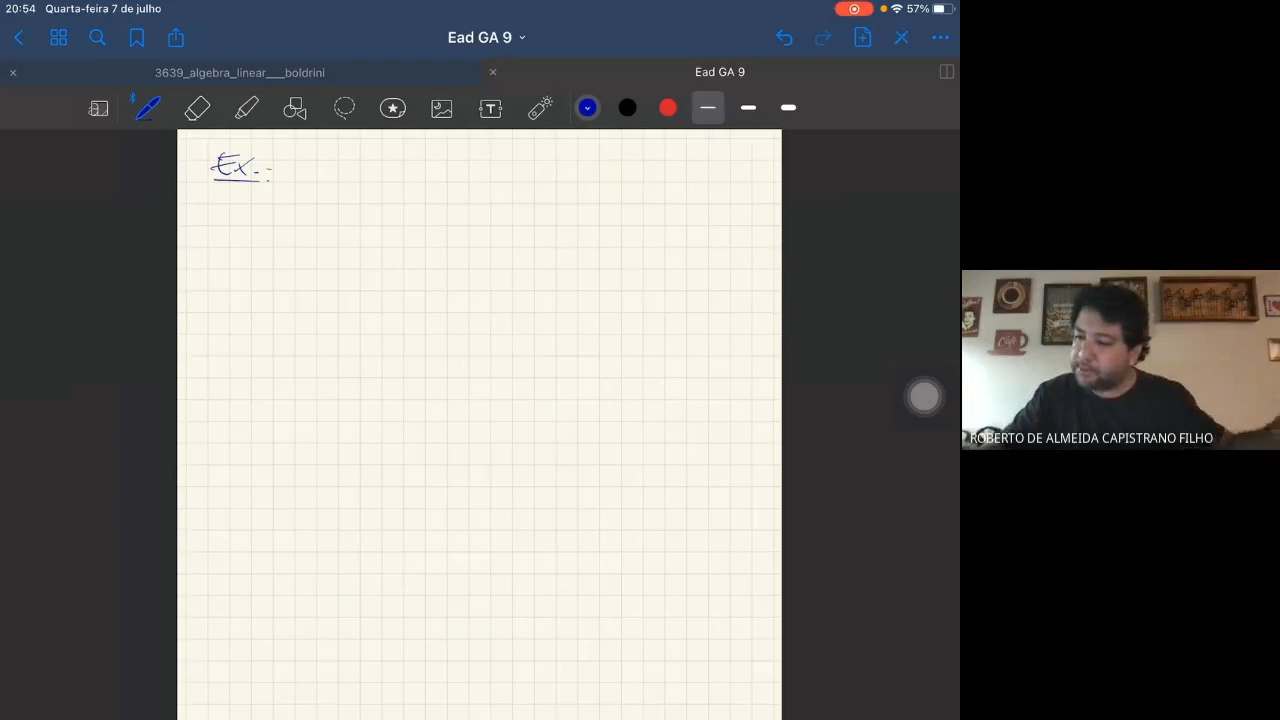 20:54 Quarta-feira 7 de julho
57%
Ead GA 9
3639_algebra_linear___boldrini
Ead GA 9
T
Ex.:
Café
ROBERTO DE ALMEIDA CAPISTRANO FILHO